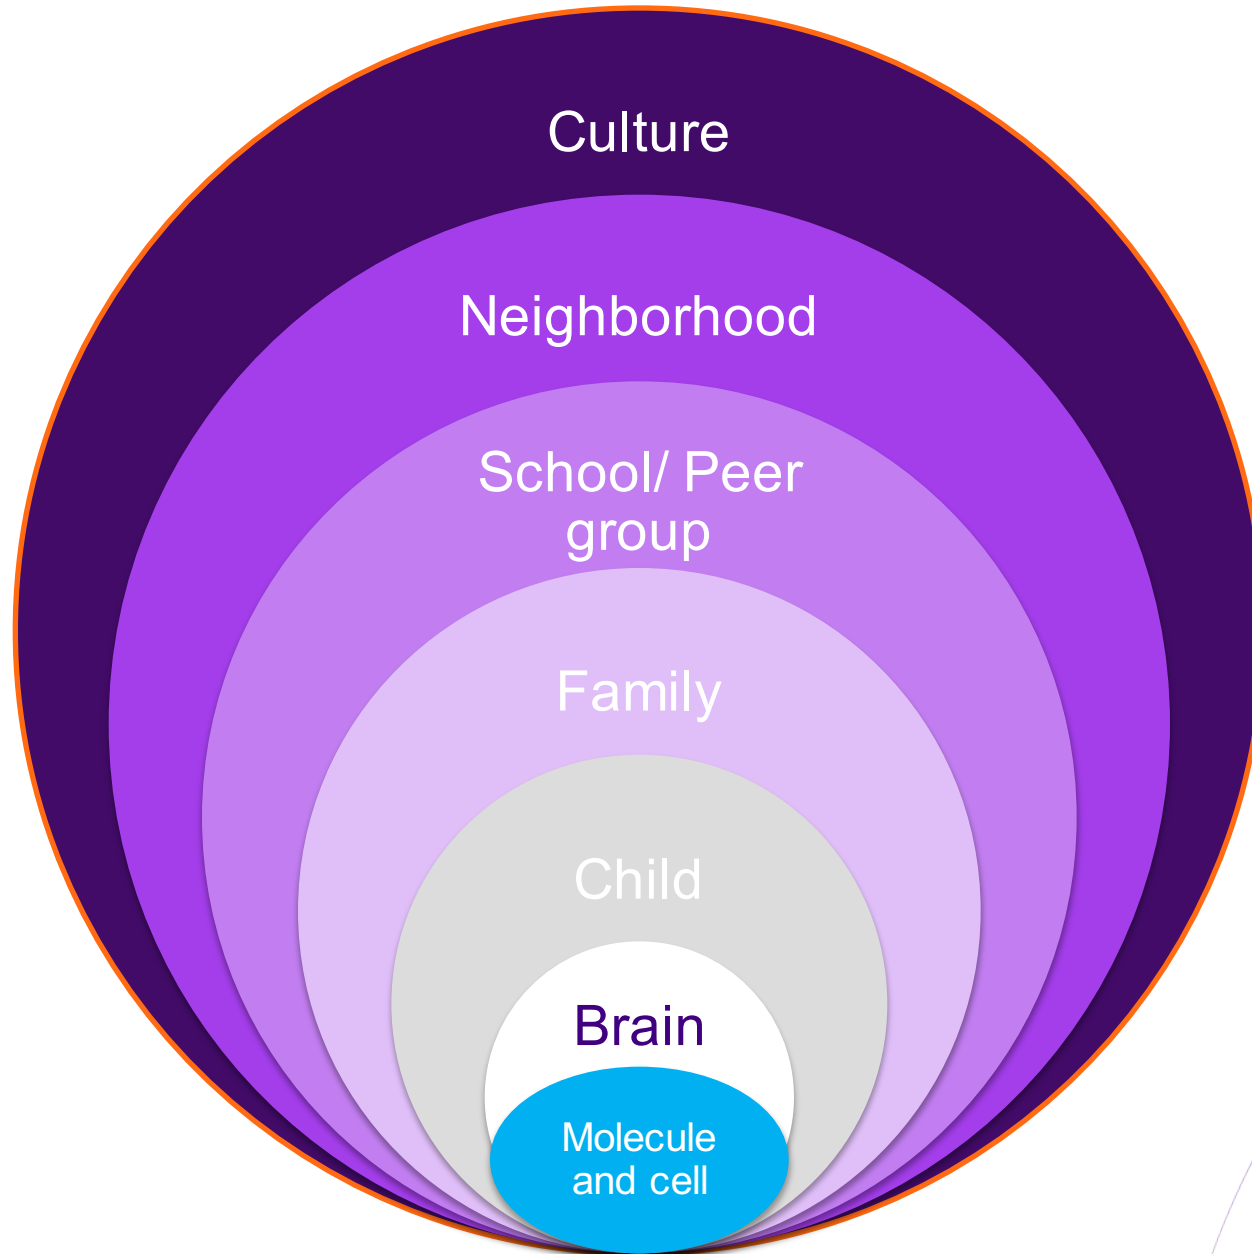 Culture
Neighborhood
School/ Peer
group
Family
Child
Brain
Molecule
and cell